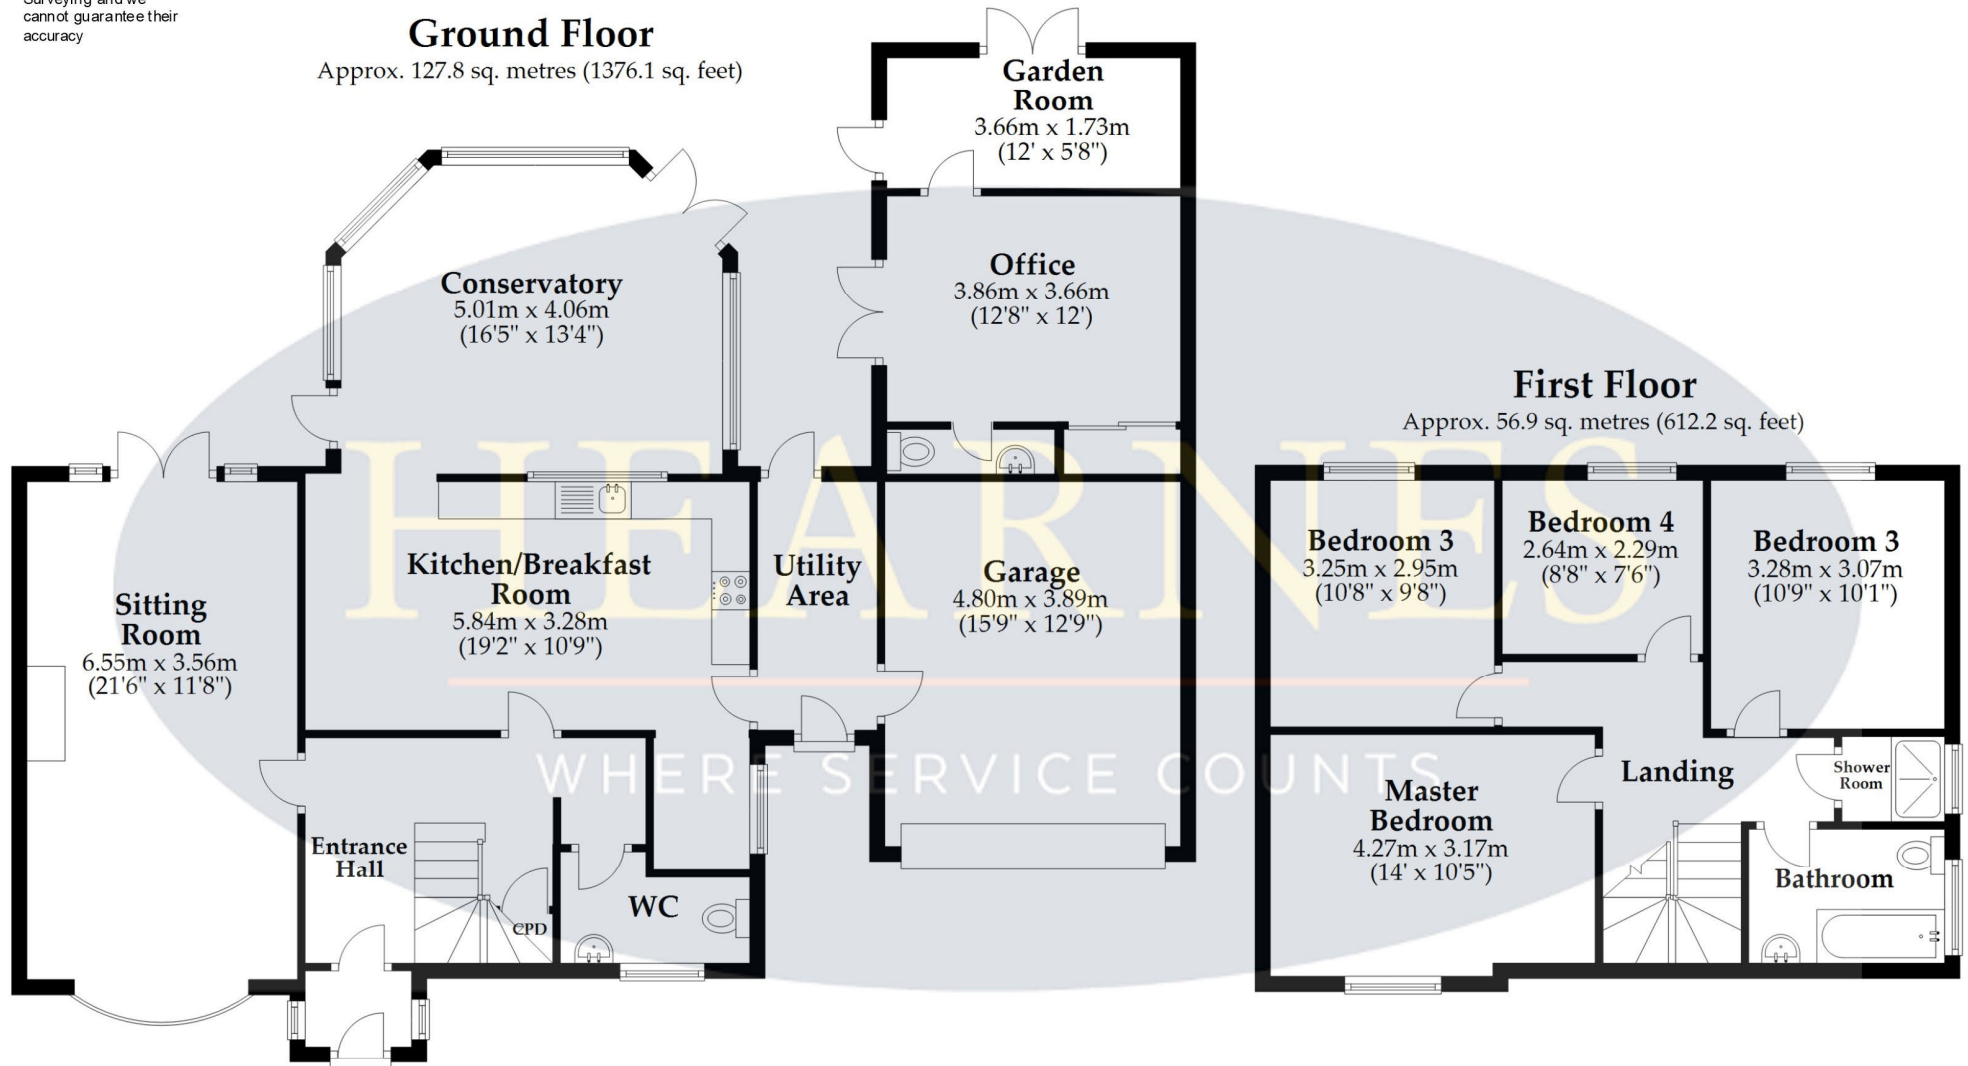 Surveying and we
cannot guarantee their
accuracy
Ground Floor
Approx. 127.8 sq. metres (1376.1 sq. feet)
Garden
Room
3.66m x 1.73m
(12' x 5'8")
Conservatory
5.01m x 4.06m
(16'5" x 13'4")
Office
3.86m x 3.66m
(12'8" x 12')
Kitchen/Breakfast
Room
5.84m x 3.28m
(19'2" x 10'9")
Utility
Area
Garage
4.80m x 3.89m
(15'9" x 12'9")
Sitting
Room
6.55m x 3.56m
(21'6" x 11'8")
Entrance
Hall
CPD
WC
First Floor
Approx. 56.9 sq. metres (612.2 sq. feet)
Bedroom 3
3.25m x 2.95m
(10'8" x 9'8")
Bedroom 4
2.64m x 2.29m
(8'8" x 7'6")
Bedroom 3
3.28m x 3.07m
(10'9" x 10'1")
Master
Bedroom
4.27m x 3.17m
(14' x 10'5")
Landing
Shower
Room
Bathroom
HEARNES
WHERE SERVICE COUNTS